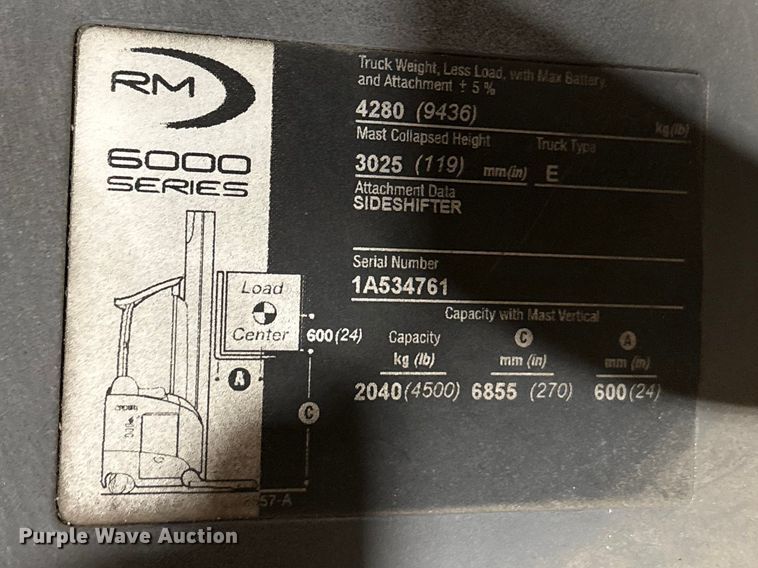 RM
6000
SERIES
Truck Weight, Less Load, with Max Battery,
and Attachment ± 5 %
4280 (9436)
kg(lb)
Mast Collapsed Height
Truck Type
3025 (119) mm(in) E
Attachment Data
SIDESHIFTER
Serial Number
1A534761
Load
Center
600(24)
A
C
Capacity with Mast Vertical
Capacity C A
kg (lb) mm (in) mm (in)
2040(4500) 6855 (270) 600(24)
CROWN
57-A
Purple Wave Auction